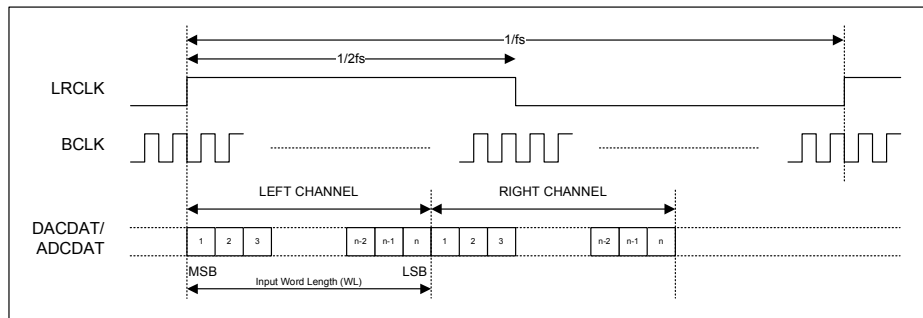 1/fs
1/2fs
LRCLK
BCLK
LEFT CHANNEL RIGHT CHANNEL
DACDAT/
ADCDAT
1 2 3 n-2 n-1 n 1 2 3 n-2 n-1 n
MSB LSB
Input Word Length (WL)